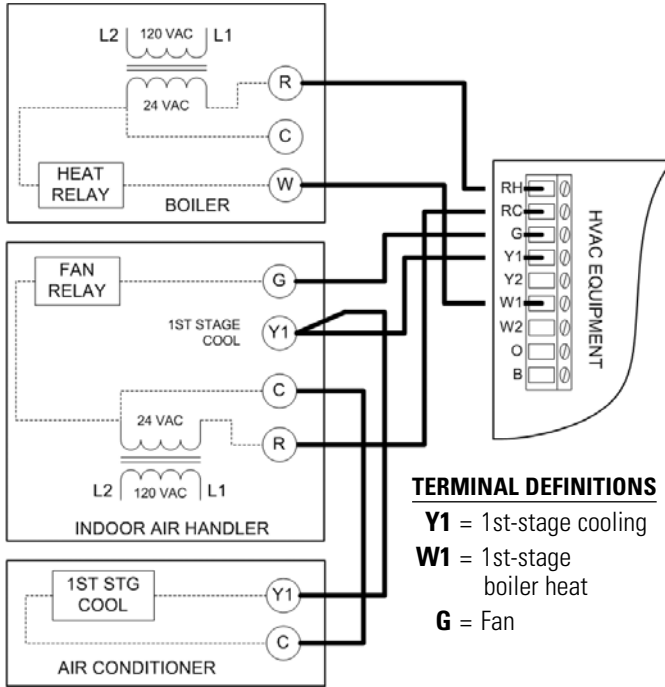 L2 120 VAC L1
24 VAC
R
C
W
HEAT
RELAY
BOILER
FAN
RELAY
G
1ST STAGE
COOL
Y1
C
24 VAC
R
L2 120 VAC L1
INDOOR AIR HANDLER
1ST STG
COOL
Y1
C
AIR CONDITIONER
RH
RC
G
Y1
Y2
W1
W2
O
B
HVAC EQUIPMENT
TERMINAL DEFINITIONS
Y1 = 1st-stage cooling
W1 = 1st-stage
boiler heat
G = Fan